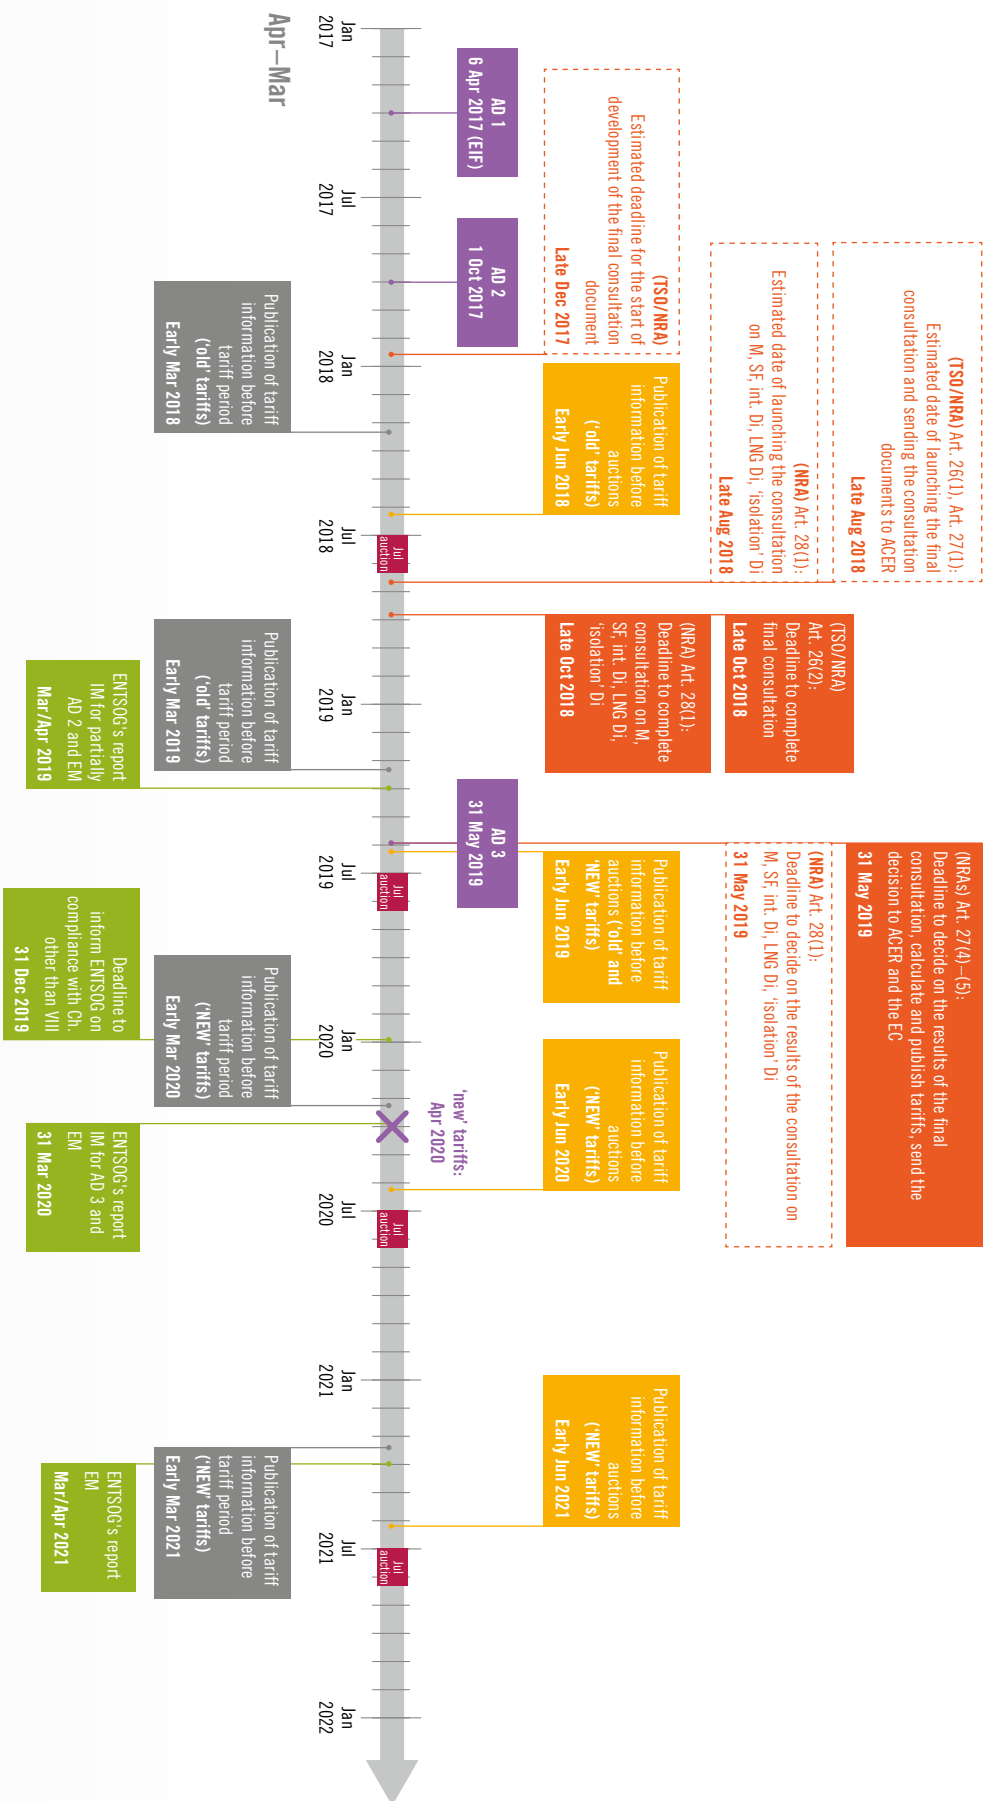 (TSO/NRA) Art. 26(1), Art. 27(1):
Estimated date of launching the final
consultation and sending the consultation
documents to ACER
Late Aug 2018
(NRA) Art. 28(1):
Estimated date of launching the consultation
on M, SF, int. Di, LNG Di, ‘isolation’ Di
Late Aug 2018
(TSO/NRA)
Estimated deadline for the start of
development of the final consultation
document
Late Dec 2017
(TSO/NRA)
Art. 26(2):
Deadline to complete
final consultation
Late Oct 2018
(NRA) Art. 28(1):
Deadline to complete
consultation on M,
SF, int. Di, LNG Di,
‘isolation’ Di
Late Oct 2018
(NRAs) Art. 27(4)–(5):
Deadline to decide on the results of the final
consultation, calculate and publish tariffs, send the
decision to ACER and the EC
31 May 2019
(NRA) Art. 28(1):
Deadline to decide on the results of the consultation on
M, SF, int. Di, LNG Di, ‘isolation’ Di
31 May 2019
Publication of tariff
information before
auctions
(‘old’ tariffs)
Early Jun 2018
Publication of tariff
information before
auctions (‘old’ and
‘NEW’ tariffs)
Early Jun 2019
Publication of tariff
information before
auctions
(‘NEW’ tariffs)
Early Jun 2020
Publication of tariff
information before
auctions
(‘NEW’ tariffs)
Early Jun 2021
AD 1
6 Apr 2017 (EIF)
AD 2
1 Oct 2017
AD 3
31 May 2019
‘new’ tariffs:
Apr 2020
Jul
auction
Jul
auction
Jul
auction
Jul
auction
Jan
2017
Jul
2017
Jan
2018
Jul
2018
Jan
2019
Jul
2019
Jan
2020
Jul
2020
Jan
2021
Jul
2021
Jan
2022
Apr–Mar
Publication of tariff
information before
tariff period
(‘old’ tariffs)
Early Mar 2018
Publication of tariff
information before
tariff period
(‘old’ tariffs)
Early Mar 2019
Publication of tariff
information before
tariff period
(‘NEW’ tariffs)
Early Mar 2020
Publication of tariff
information before
tariff period
(‘NEW’ tariffs)
Early Mar 2021
ENTSOG’s report
IM for partially
AD 2 and EM
Mar/Apr 2019
Deadline to
inform ENTSOG on
compliance with Ch.
other than VIII
31 Dec 2019
ENTSOG’s report
IM for AD 3 and
EM
31 Mar 2020
ENTSOG’s report
EM
Mar/Apr 2021